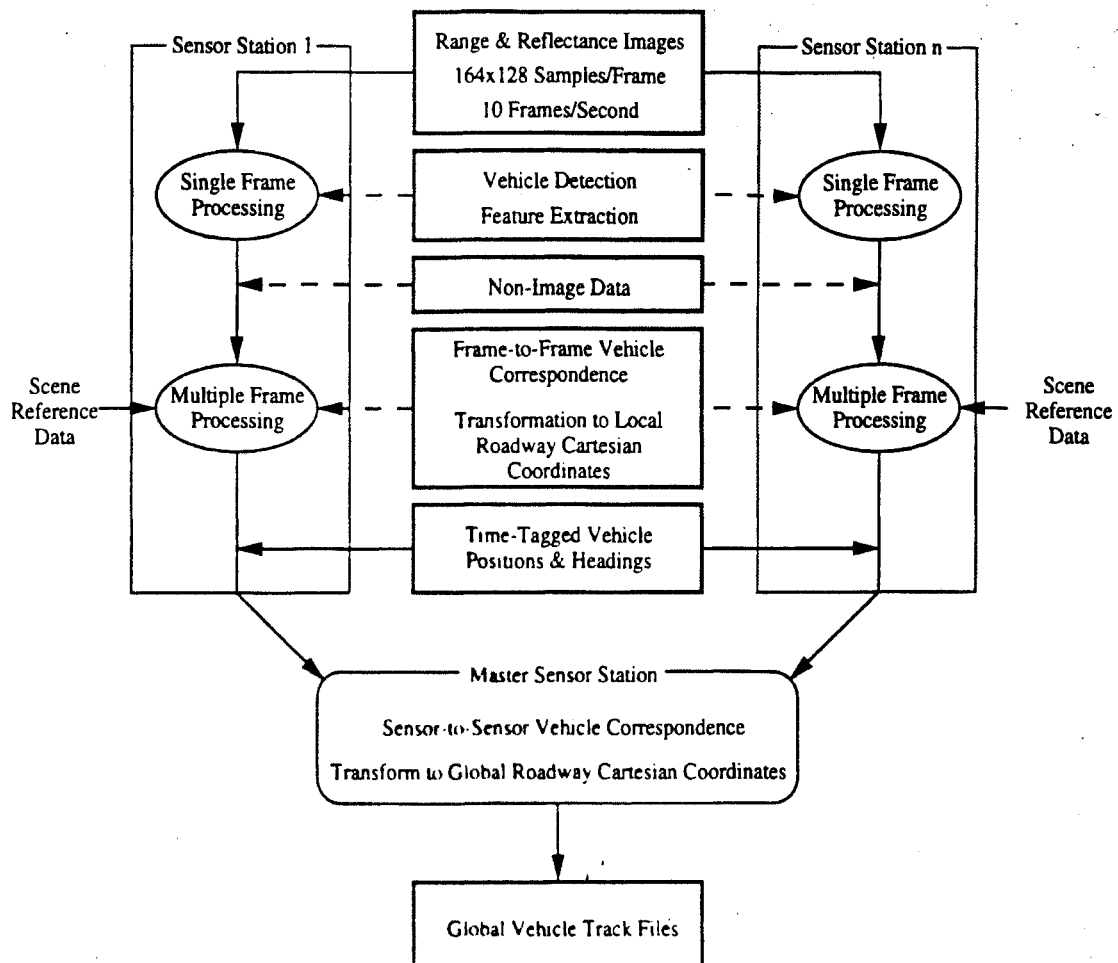 Sensor Station 1
Range & Reflectance Images
164x128 Samples/Frame
10 Frames/Second
Sensor Station n
Single Frame
Processing
Vehicle Detection
Feature Extraction
Single Frame
Processing
Non-Image Data
Scene
Reference
Data
Multiple Frame
Processing
Frame-to-Frame Vehicle
Correspondence
Transformation to Local
Roadway Cartesian
Coordinates
Multiple Frame
Processing
Scene
Reference
Data
Time-Tagged Vehicle
Positions & Headings
Master Sensor Station
Sensor-to-Sensor Vehicle Correspondence
Transform to Global Roadway Cartesian Coordinates
Global Vehicle Track Files